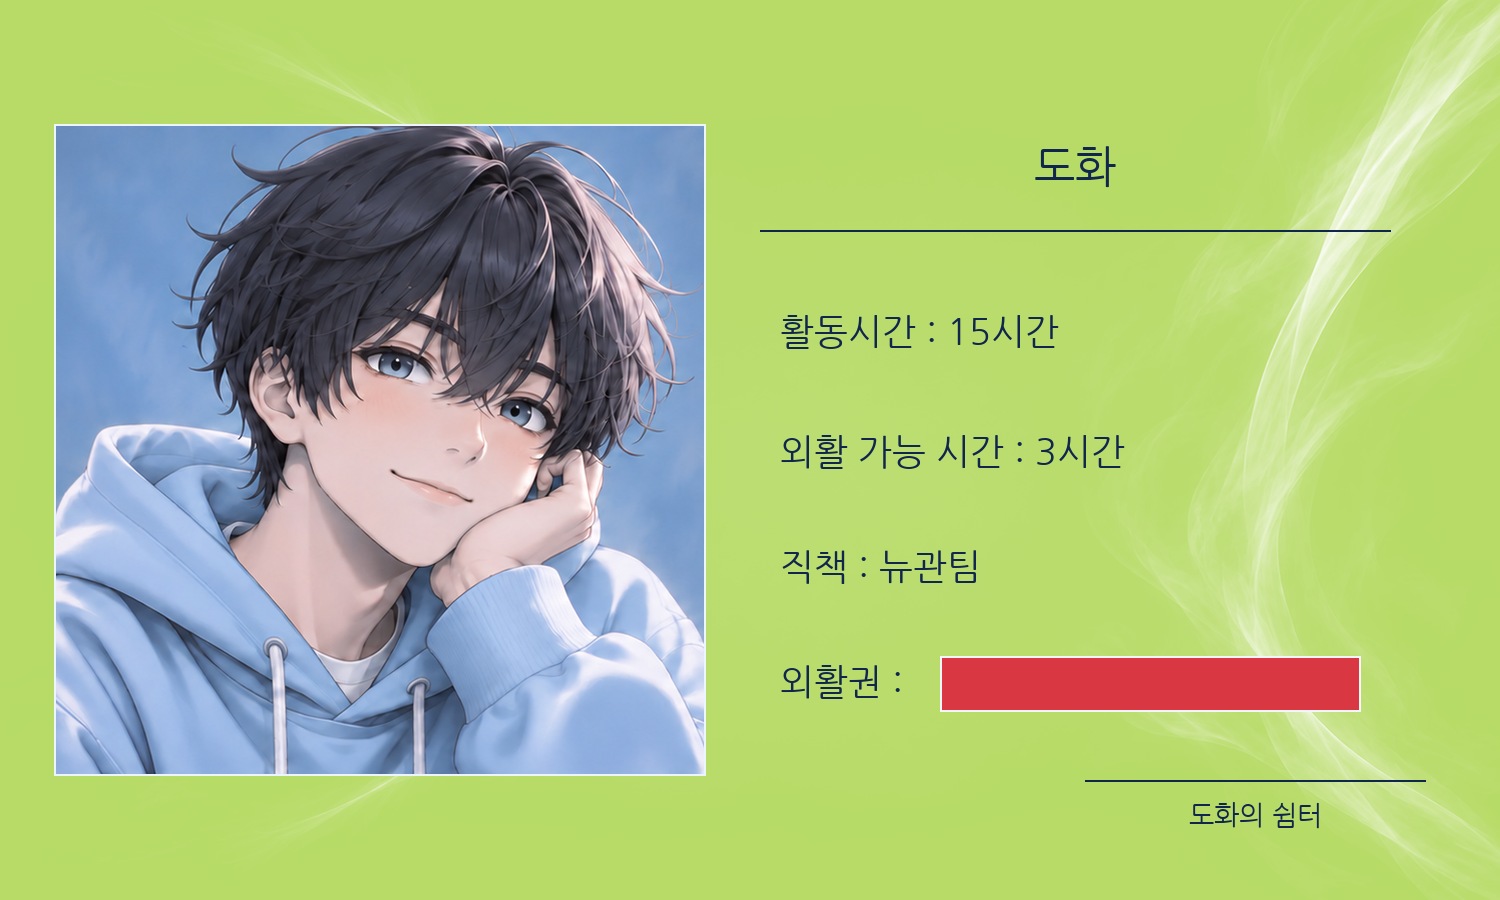 도화
활동시간 : 15시간
외활 가능 시간 : 3시간
직책 : 뉴관팀
외활권 :
도화의 쉼터